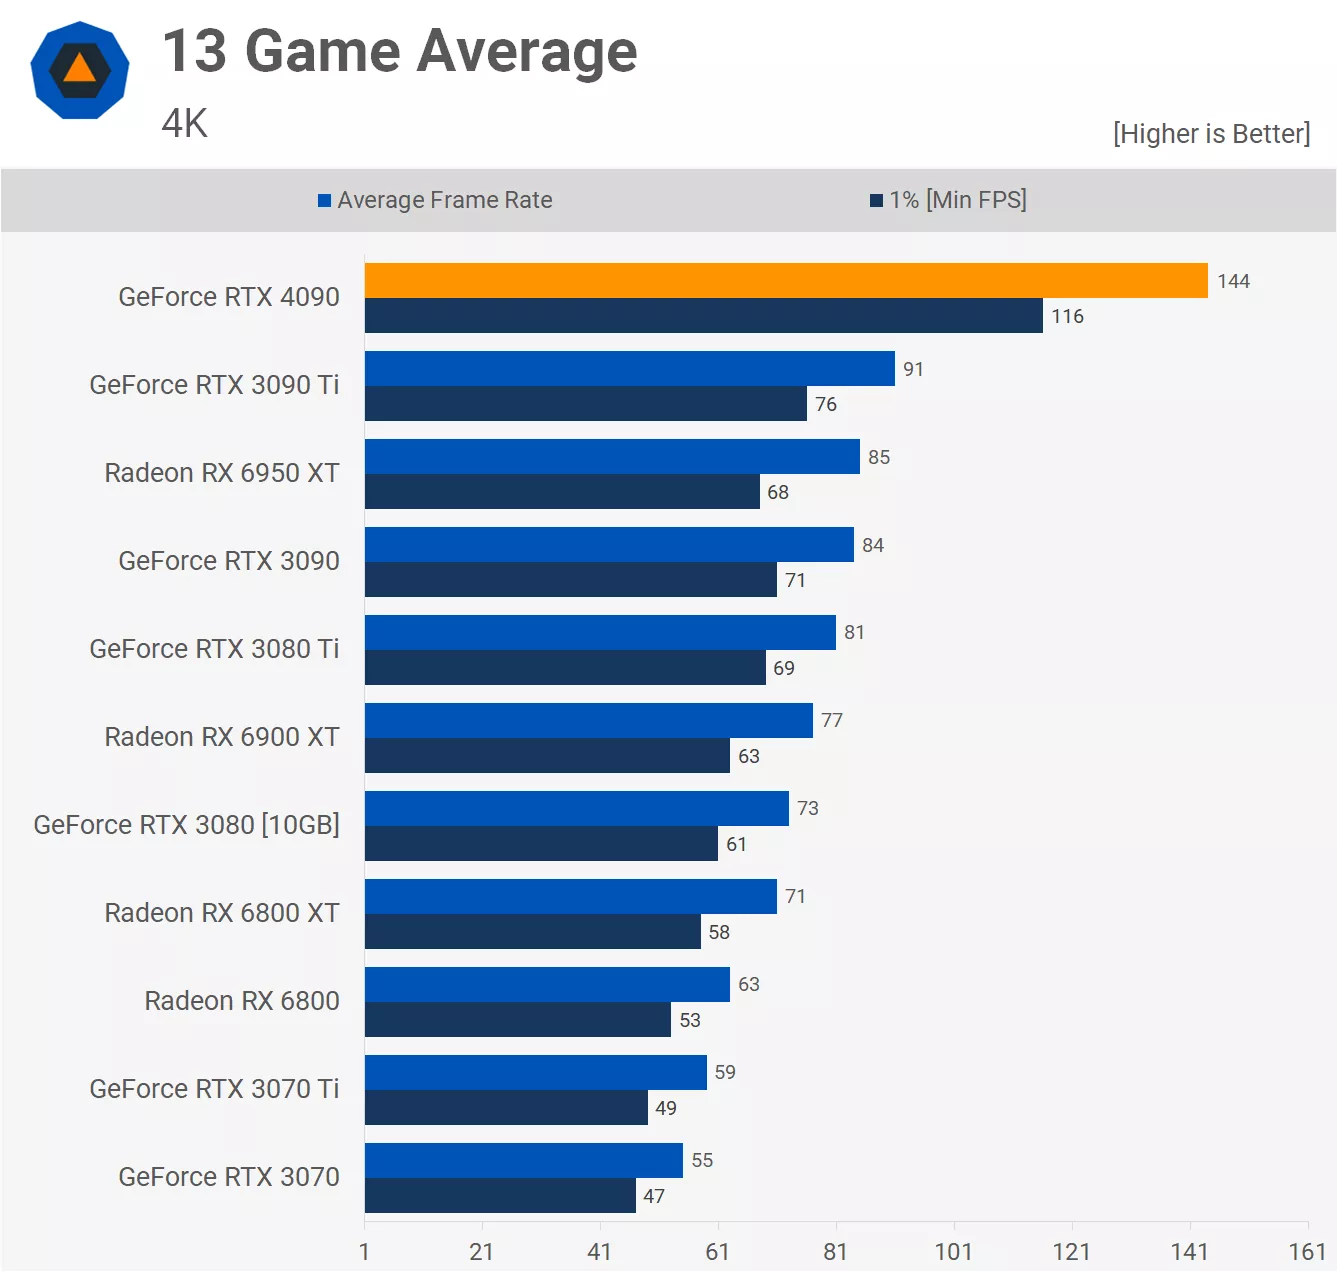 13 Game Average
4K
[Higher is Better]
Average Frame Rate 1% [Min FPS]
GeForce RTX 4090 144
116
GeForce RTX 3090 Ti 91
76
Radeon RX 6950 XT 85
68
GeForce RTX 3090 84
71
GeForce RTX 3080 Ti 81
69
Radeon RX 6900 XT 77
63
GeForce RTX 3080 [10GB] 73
61
Radeon RX 6800 XT 71
58
Radeon RX 6800 63
53
GeForce RTX 3070 Ti 59
49
GeForce RTX 3070 55
47
1 21 41 61 81 101 121 141 161